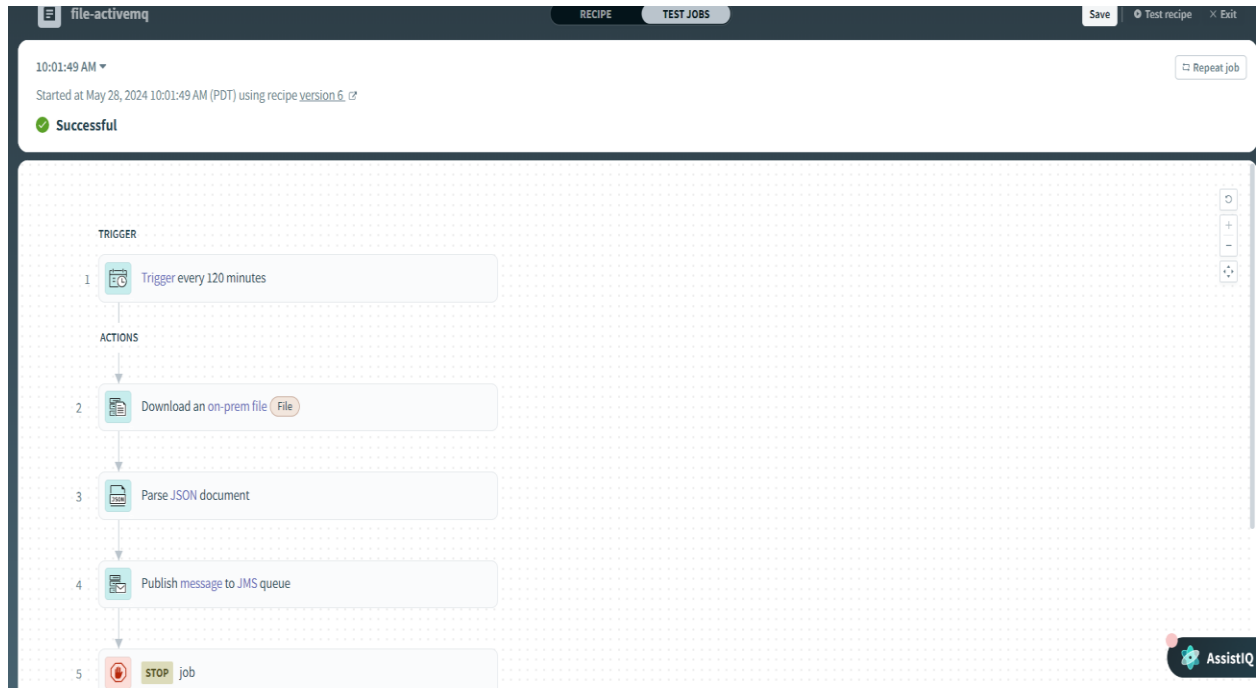 file-activemq
RECIPE TEST JOBS
Save Test recipe × Exit
10:01:49 AM
Repeat job
Started at May 28, 2024 10:01:49 AM (PDT) using recipe version 6
Successful
TRIGGER
1 Trigger every 120 minutes
ACTIONS
2 Download an on-prem file File
3 JSON Parse JSON document
4 Publish message to JMS queue
5 STOP job
AssistIQ